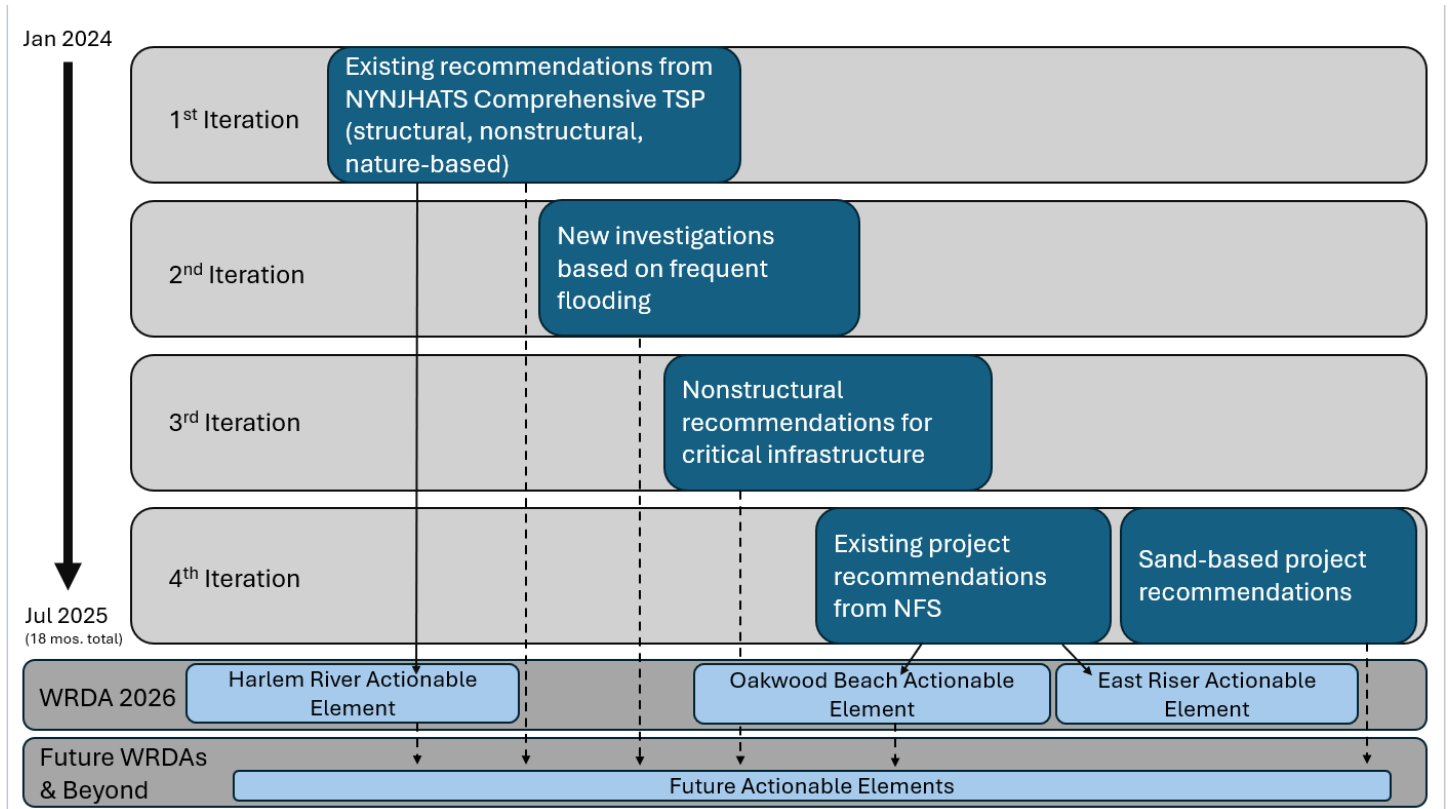 Jan 2024
1st Iteration
Existing recommendations from
NYNJHATS Comprehensive TSP
(structural, nonstructural,
nature-based)
2nd Iteration
New investigations
based on frequent
flooding
3rd Iteration
Nonstructural
recommendations for
critical infrastructure
4th Iteration
Existing project
recommendations
from NFS
Sand-based project
recommendations
Jul 2025
(18 mos. total)
WRDA 2026
Harlem River Actionable
Element
Oakwood Beach Actionable
Element
East Riser Actionable
Element
Future WRDAs
& Beyond
Future Actionable Elements